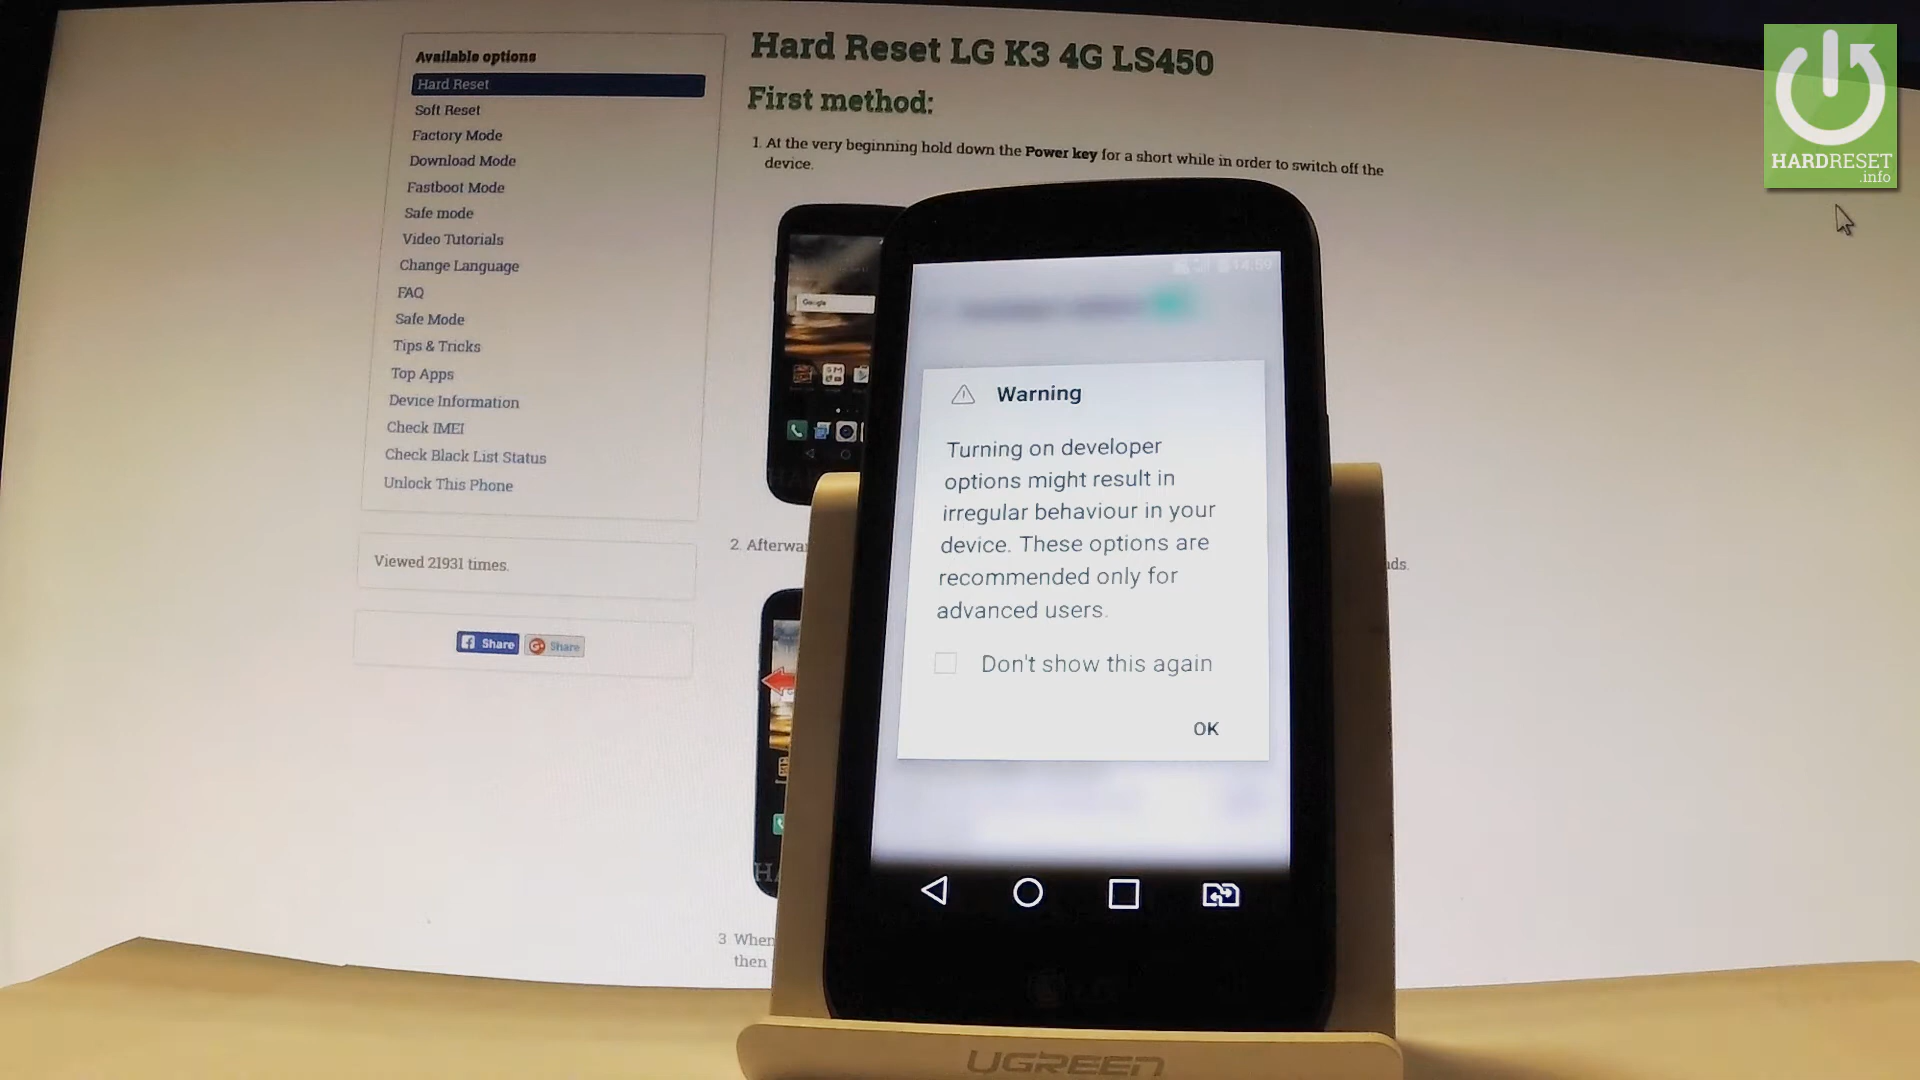 Available options
Hard Reset
Soft Reset
Factory Mode
Download Mode
Fastboot Mode
Safe mode
Video Tutorials
Change Language
FAQ
Safe Mode
Tips & Tricks
Top Apps
Device Information
Check IMEI
Check Black List Status
Unlock This Phone
Viewed 21931 times.
Share
Share
Hard Reset LG K3 4G LS450
First method:
1. At the very beginning hold down the Power key for a short while in order to switch off the
device.
Google
2. Afterwa
ds.
3. When
then
14:59
Warning
Turning on developer
options might result in
irregular behaviour in your
device. These options are
recommended only for
advanced users.
Don't show this again
OK
UGREEN
HARDRESET
.info